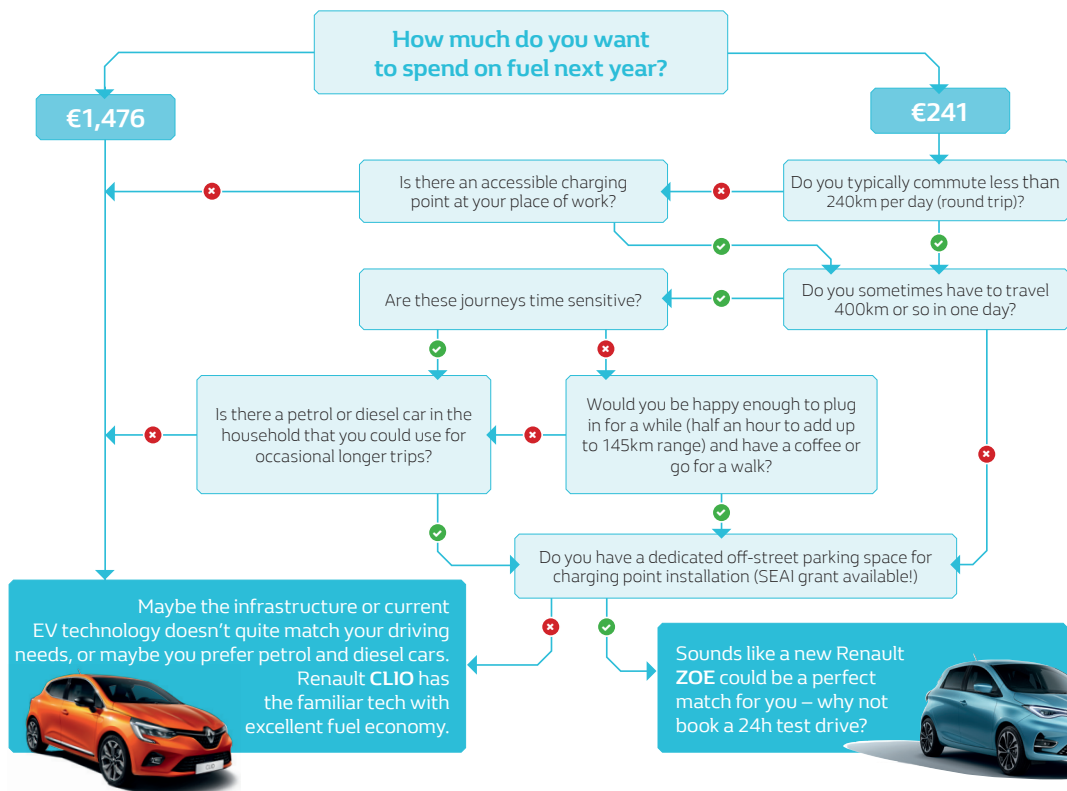 How much do you want
to spend on fuel next year?
€1,476
€241
Is there an accessible charging
point at your place of work?
Do you typically commute less than
240km per day (round trip)?
Are these journeys time sensitive?
Do you sometimes have to travel
400km or so in one day?
Is there a petrol or diesel car in the
household that you could use for
occasional longer trips?
Would you be happy enough to plug
in for a while (half an hour to add up
to 145km range) and have a coffee or
go for a walk?
Do you have a dedicated off-street parking space for
charging point installation (SEAI grant available!)
Maybe the infrastructure or current
EV technology doesn’t quite match your driving
needs, or maybe you prefer petrol and diesel cars.
Renault CLIO has
the familiar tech with
excellent fuel economy.
Sounds like a new Renault
ZOE could be a perfect
match for you – why not
book a 24h test drive?